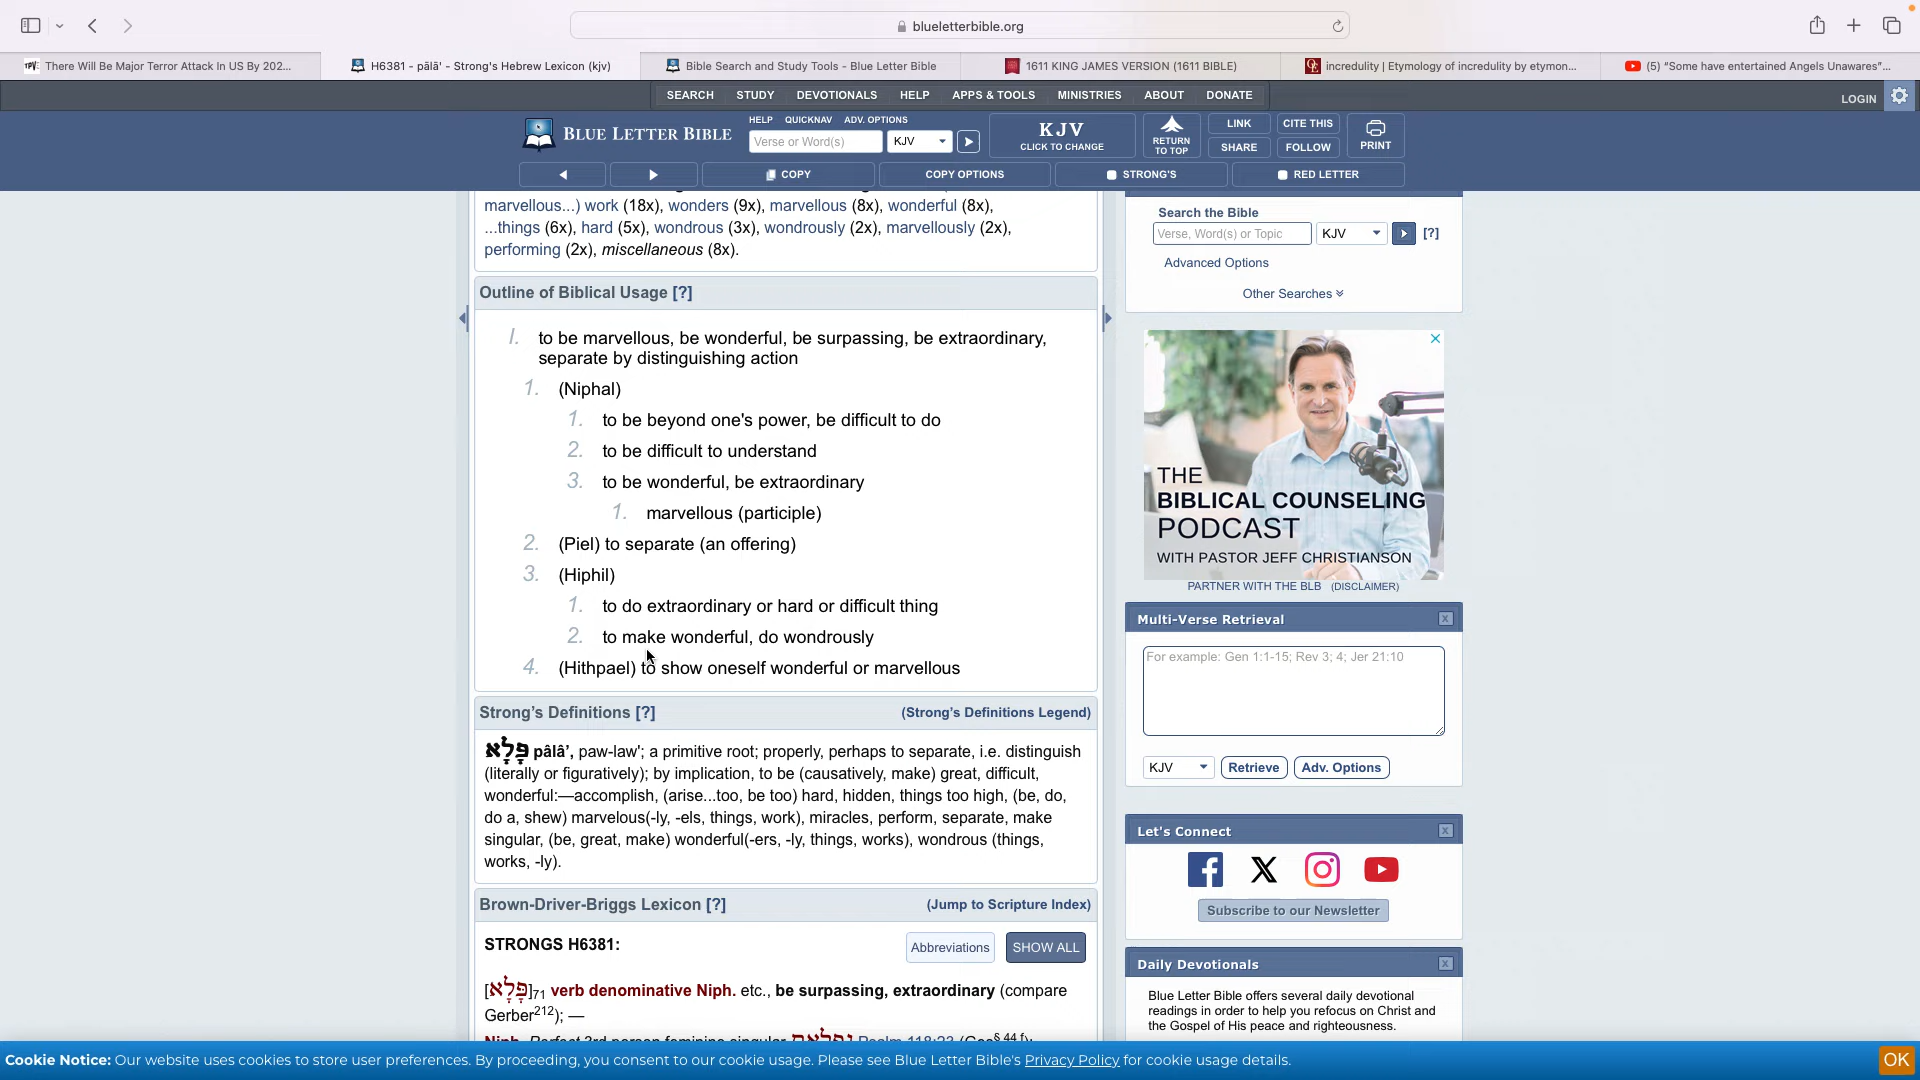 blueletterbible.org
There Will Be Major Terror Attack In US By 202...
H6381 - pālā' - Strong's Hebrew Lexicon (kjv)
Bible Search and Study Tools - Blue Letter Bible
1611 KING JAMES VERSION (1611 BIBLE)
incredulity | Etymology of incredulity by etymon...
(5) "Some have entertained Angels Unawares"...
SEARCH STUDY DEVOTIONALS HELP APPS & TOOLS MINISTRIES ABOUT DONATE
LOGIN
BLUE LETTER BIBLE
HELP QUICKNAV ADV. OPTIONS
Verse or Word(s)
KJV
KJV
CLICK TO CHANGE
RETURN
TO TOP
LINK
CITE THIS
SHARE
FOLLOW
PRINT
COPY
COPY OPTIONS
STRONG'S
RED LETTER
marvellous...) work (18x), wonders (9x), marvellous (8x), wonderful (8x),
...things (6x), hard (5x), wondrous (3x), wondrously (2x), marvellously (2x),
performing (2x), miscellaneous (8x).
Outline of Biblical Usage [?]
I. to be marvellous, be wonderful, be surpassing, be extraordinary,
separate by distinguishing action
1. (Niphal)
1. to be beyond one's power, be difficult to do
2. to be difficult to understand
3. to be wonderful, be extraordinary
1. marvellous (participle)
2. (Piel) to separate (an offering)
3. (Hiphil)
1. to do extraordinary or hard or difficult thing
2. to make wonderful, do wondrously
4. (Hithpael) to show oneself wonderful or marvellous
Strong's Definitions [?]
(Strong's Definitions Legend)
פָּלָא pâlâʼ, paw-law'; a primitive root; properly, perhaps to separate, i.e. distinguish
(literally or figuratively); by implication, to be (causatively, make) great, difficult,
wonderful:—accomplish, (arise...too, be too) hard, hidden, things too high, (be, do,
do a, shew) marvelous(-ly, -els, things, work), miracles, perform, separate, make
singular, (be, great, make) wonderful(-ers, -ly, things, works), wondrous (things,
works, -ly).
Brown-Driver-Briggs Lexicon [?]
(Jump to Scripture Index)
STRONGS H6381:
Abbreviations
SHOW ALL
[פָּלָא]71 verb denominative Niph. etc., be surpassing, extraordinary (compare
Gerber212); —
Search the Bible
Verse, Word(s) or Topic
KJV
[?]
Advanced Options
Other Searches
THE
BIBLICAL COUNSELING
PODCAST
WITH PASTOR JEFF CHRISTIANSON
PARTNER WITH THE BLB (DISCLAIMER)
Multi-Verse Retrieval
For example: Gen 1:1-15; Rev 3; 4; Jer 21:10
KJV
Retrieve
Adv. Options
Let's Connect
Subscribe to our Newsletter
Daily Devotionals
Blue Letter Bible offers several daily devotional
readings in order to help you refocus on Christ and
the Gospel of His peace and righteousness.
Cookie Notice: Our website uses cookies to store user preferences. By proceeding, you consent to our cookie usage. Please see Blue Letter Bible's Privacy Policy for cookie usage details.
OK